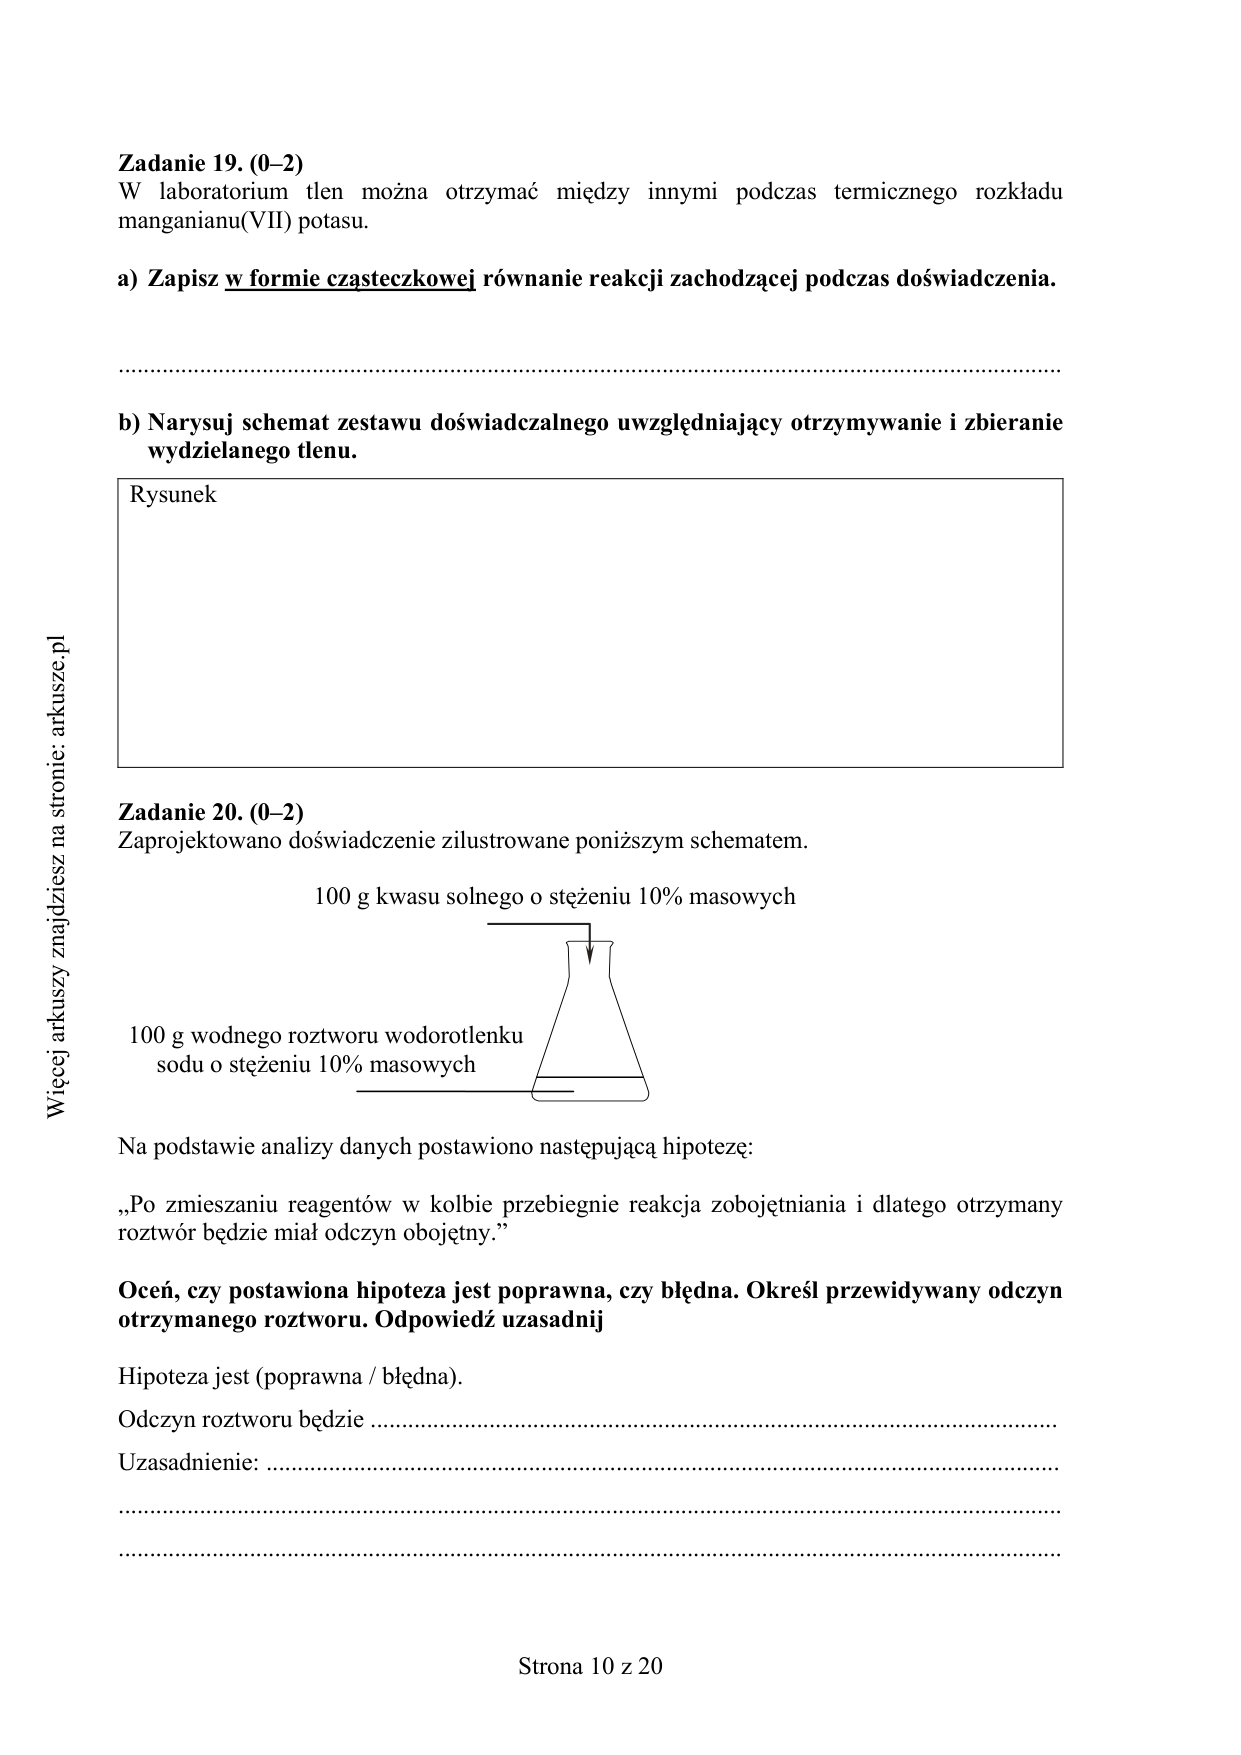 Zadanie 19. (0–2)
W laboratorium tlen można otrzymać między innymi podczas termicznego rozkładu
manganianu(VII) potasu.
a) Zapisz w formie cząsteczkowej równanie reakcji zachodzącej podczas doświadczenia.
b) Narysuj schemat zestawu doświadczalnego uwzględniający otrzymywanie i zbieranie
wydzielanego tlenu.
Rysunek
Zadanie 20. (0–2)
Zaprojektowano doświadczenie zilustrowane poniższym schematem.
100 g kwasu solnego o stężeniu 10% masowych
100 g wodnego roztworu wodorotlenku
sodu o stężeniu 10% masowych
Na podstawie analizy danych postawiono następującą hipotezę:
„Po zmieszaniu reagentów w kolbie przebiegnie reakcja zobojętniania i dlatego otrzymany
roztwór będzie miał odczyn obojętny.”
Oceń, czy postawiona hipoteza jest poprawna, czy błędna. Określ przewidywany odczyn
otrzymanego roztworu. Odpowiedź uzasadnij
Hipoteza jest (poprawna / błędna).
Odczyn roztworu będzie
Uzasadnienie:
Strona 10 z 20
Więcej arkuszy znajdziesz na stronie: arkusze.pl